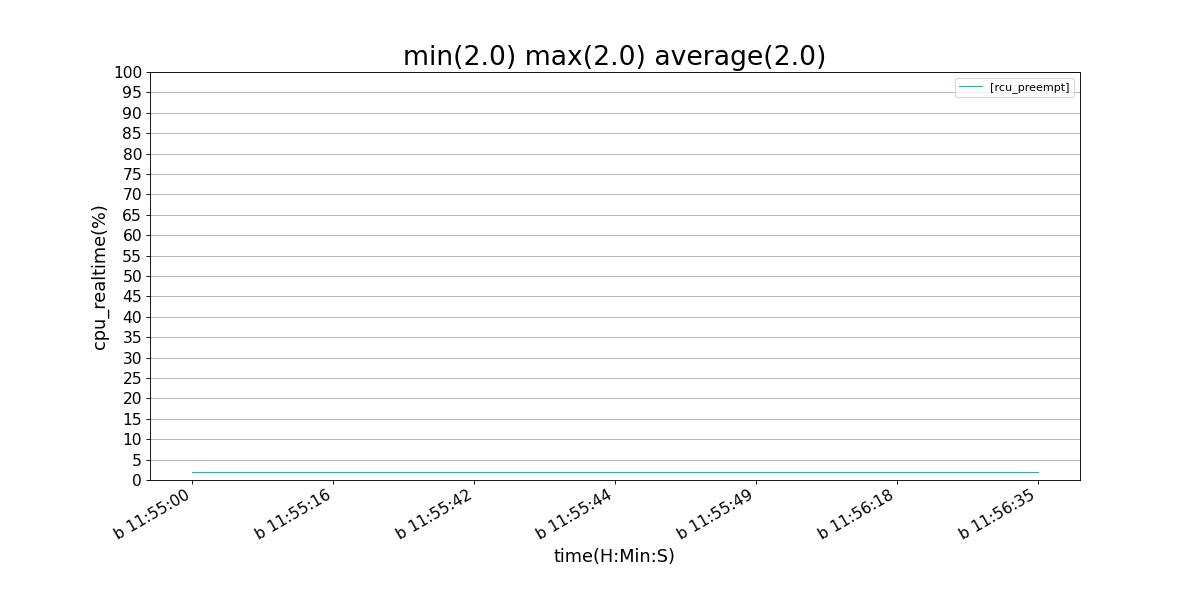 min(2.0) max(2.0) average(2.0)
[rcu_preempt]
100
95
90
85
80
75
70
65
60
55
50
45
40
35
30
25
20
15
10
5
0
cpu_realtime(%)
b 11:55:00
b 11:55:16
b 11:55:42
b 11:55:44
b 11:55:49
b 11:56:18
b 11:56:35
time(H:Min:S)